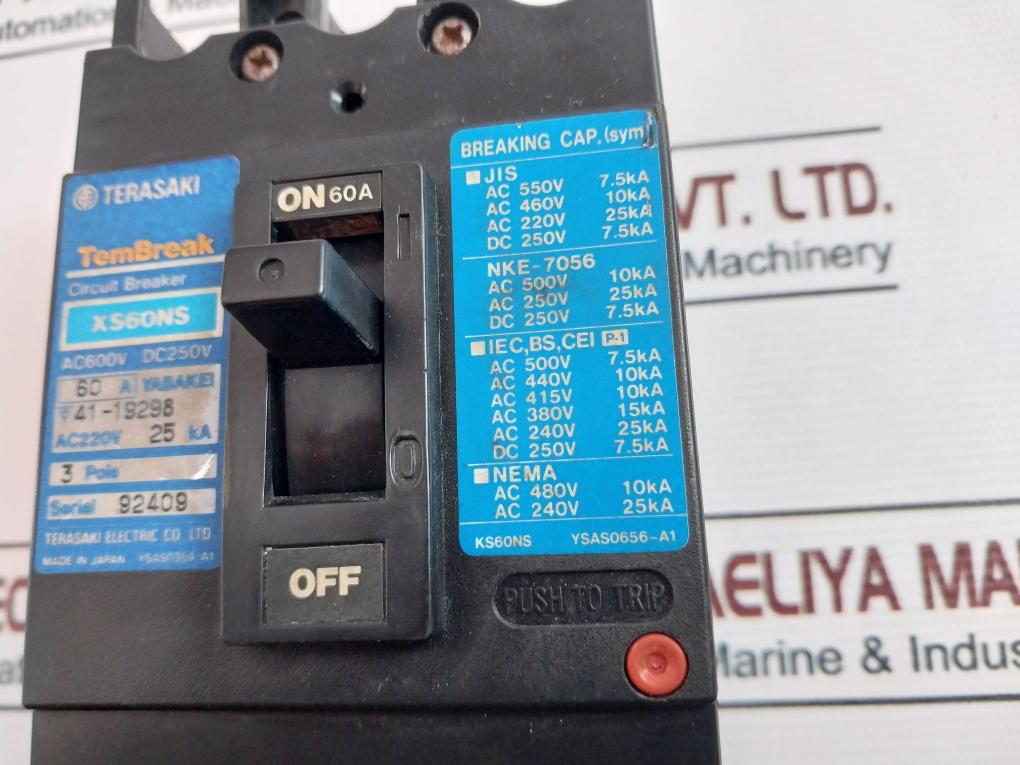 Automation & Ma
TERASAKI
TemBreak
Circuit Breaker
XS60NS
AC600V DC250V
60 A YABAKEI
▽41-19298
AC220V 25 kA
3 Pole
Serial 92409
TERASAKI ELECTRIC CO LTD
MADE IN JAPAN YSAS0354-A1
ON 60A
OFF
BREAKING CAP.(sym)
JIS
AC 550V 7.5kA
AC 460V 10kA
AC 220V 25kA
DC 250V 7.5kA
NKE-7056
AC 500V 10kA
AC 250V 25kA
DC 250V 7.5kA
IEC,BS,CEI P-1
AC 500V 7.5kA
AC 440V 10kA
AC 415V 10kA
AC 380V 15kA
AC 240V 25kA
DC 250V 7.5kA
NEMA
AC 480V 10kA
AC 240V 25kA
KS60NS YSAS0656-A1
PUSH TO TRIP
VT. LTD.
Machinery
AELIYA MA
Marine & Indus